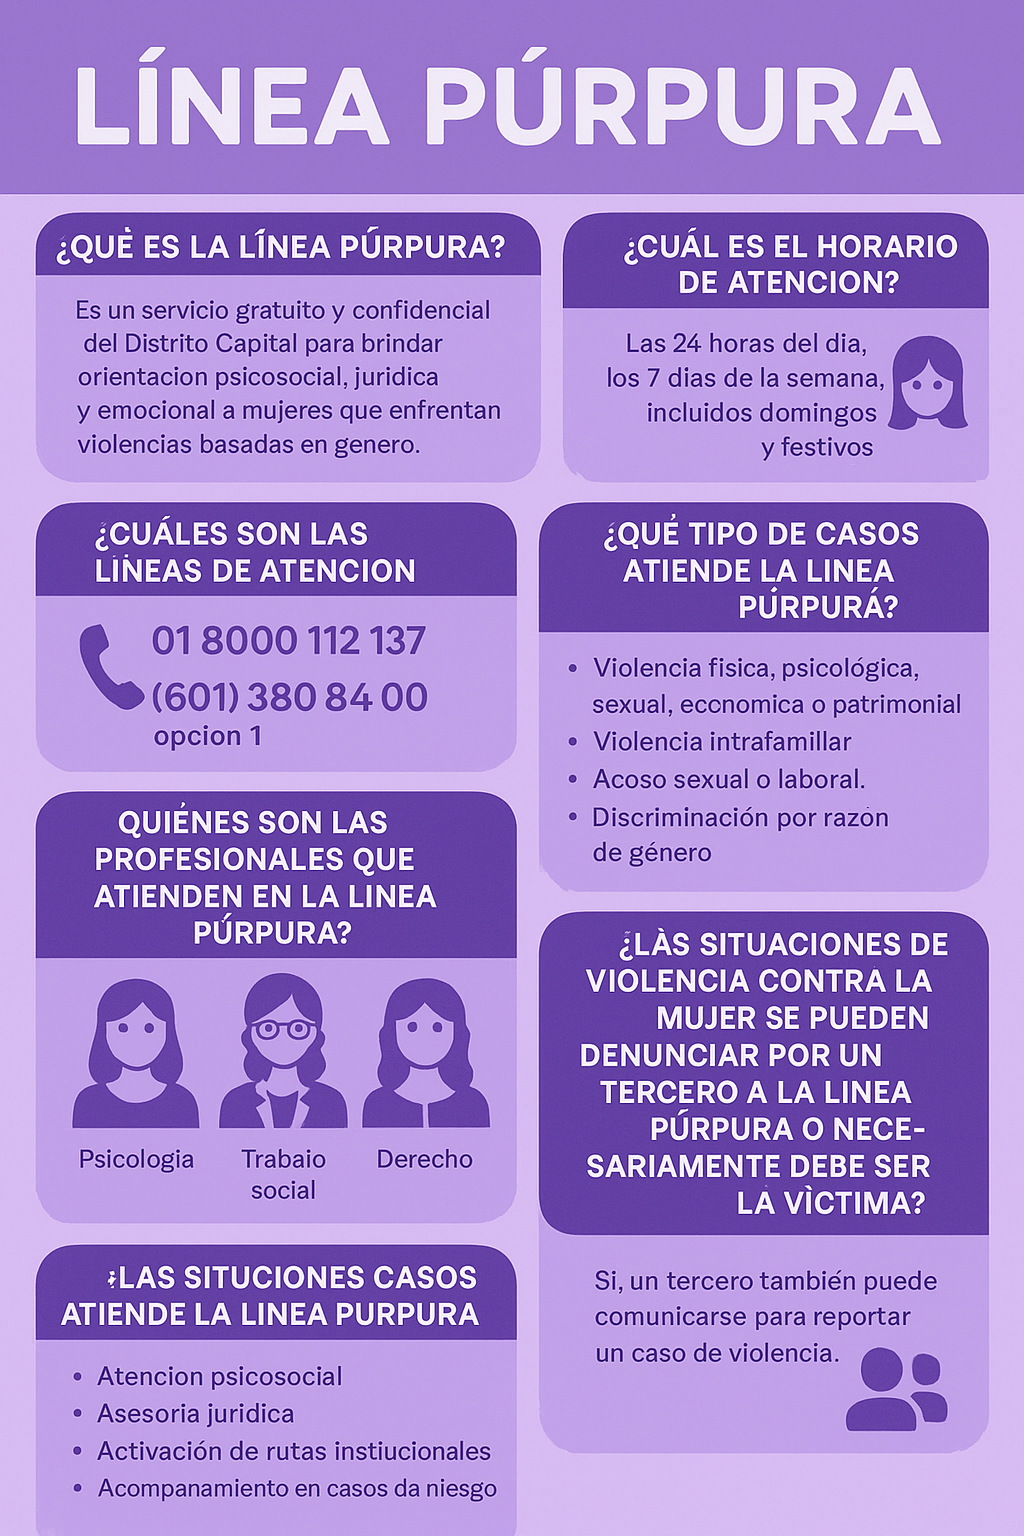 LÍNEA PÚRPURA
¿QUÉ ES LA LÍNEA PÚRPURA?
Es un servicio gratuito y confidencial
del Distrito Capital para brindar
orientacion psicosocial, juridica
y emocional a mujeres que enfrentan
violencias basadas en genero.
¿CUÁL ES EL HORARIO
DE ATENCION?
Las 24 horas del dia,
los 7 dias de la semana,
incluidos domingos
y festivos
¿CUÁLES SON LAS
LÍNEAS DE ATENCION
01 8000 112 137
(601) 380 84 00
opcion 1
¿QUÉ TIPO DE CASOS
ATIENDE LA LINEA
PÚRPURÁ?
• Violencia fisica, psicológica,
sexual, eccnomica o patrimonial
• Violencia intrafamillar
• Acoso sexual o laboral.
• Discriminación por razon
de género
QUIÉNES SON LAS
PROFESIONALES QUE
ATIENDEN EN LA LINEA
PÚRPURA?
Psicologia
Trabaio
social
Derecho
¿LÀS SITUACIONES DE
VIOLENCIA CONTRA LA
MUJER SE PUEDEN
DENUNCIAR POR UN
TERCERO A LA LINEA
PÚRPURA O NECE-
SARIAMENTE DEBE SER
LA VÌCTIMA?
Si, un tercero también puede
comunicarse para reportar
un caso de violencia.
¿LAS SITUCIONES CASOS
ATIENDE LA LINEA PURPURA
• Atencion psicosocial
• Asesoria juridica
• Activación de rutas instiucionales
• Acompanamiento en casos da niesgo